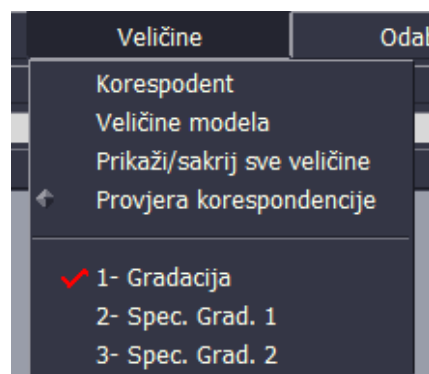 Veličine Odab
Korespodent
Veličine modela
Prikaži/sakrij sve veličine
Provjera korespondencije
1- Gradacija
2- Spec. Grad. 1
3- Spec. Grad. 2